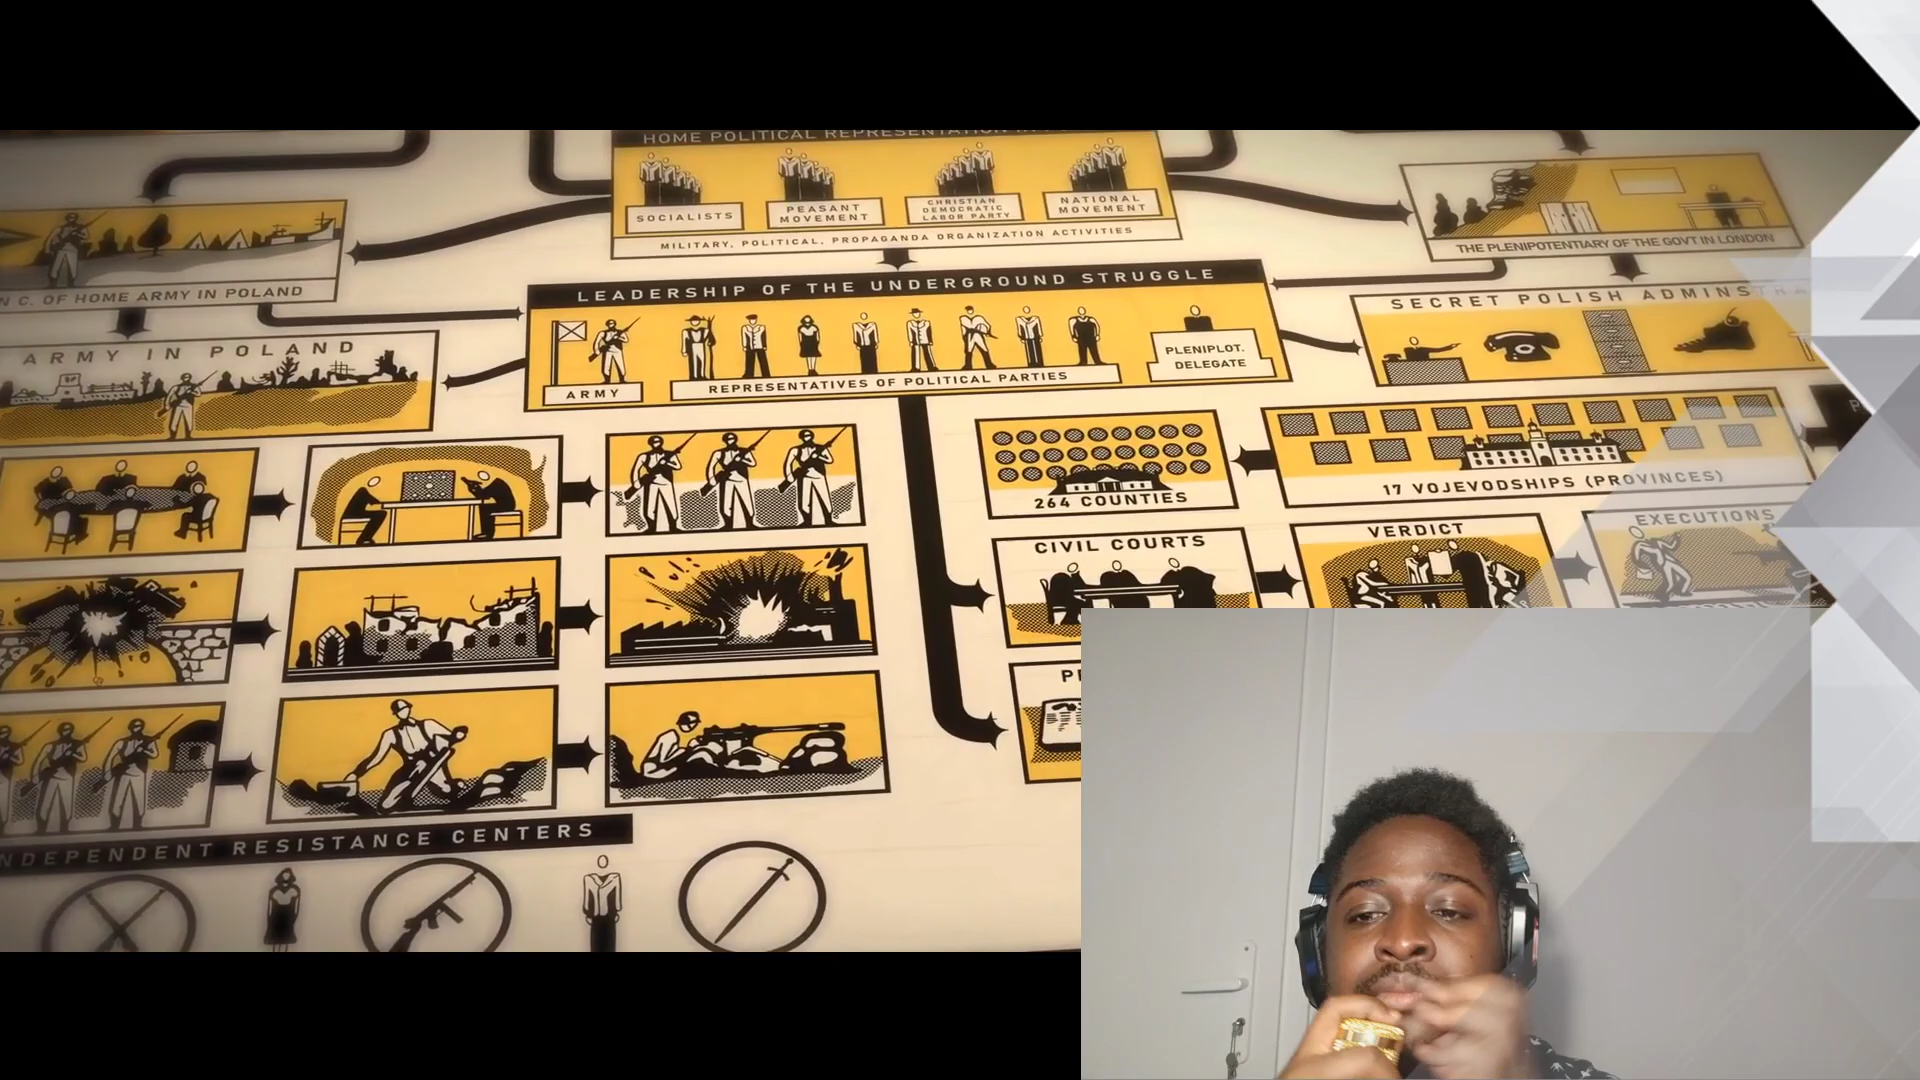 HOME POLITICAL REPRESENTATION IN
SOCIALISTS
PEASANT
MOVEMENT
CHRISTIAN
DEMOCRATIC
LABOR PARTY
NATIONAL
MOVEMENT
MILITARY, POLITICAL, PROPAGANDA ORGANIZATION ACTIVITIES
THE PLENIPOTENTIARY OF THE GOVT IN LONDON
C. OF HOME ARMY IN POLAND
LEADERSHIP OF THE UNDERGROUND STRUGGLE
ARMY
REPRESENTATIVES OF POLITICAL PARTIES
PLENIPLOT.
DELEGATE
SECRET POLISH ADMINSTRA
ARMY IN POLAND
264 COUNTIES
17 VOJEVODSHIPS (PROVINCES)
CIVIL COURTS
VERDICT
EXECUTIONS
NDEPENDENT RESISTANCE CENTERS